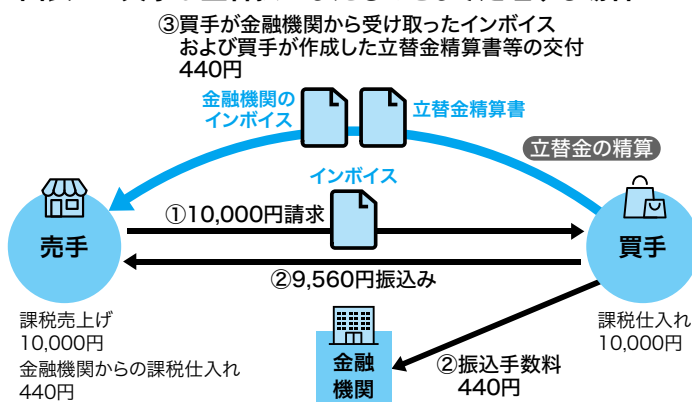 ③買手が金融機関から受け取ったインボイス
および買手が作成した立替金精算書等の交付
440円
金融機関の
インボイス
立替金精算書
立替金の精算
インボイス
①10,000円請求
売手
買手
②9,560円振込み
課税売上げ
10,000円
金融機関からの課税仕入れ
440円
金融
機関
②振込手数料
440円
課税仕入れ
10,000円